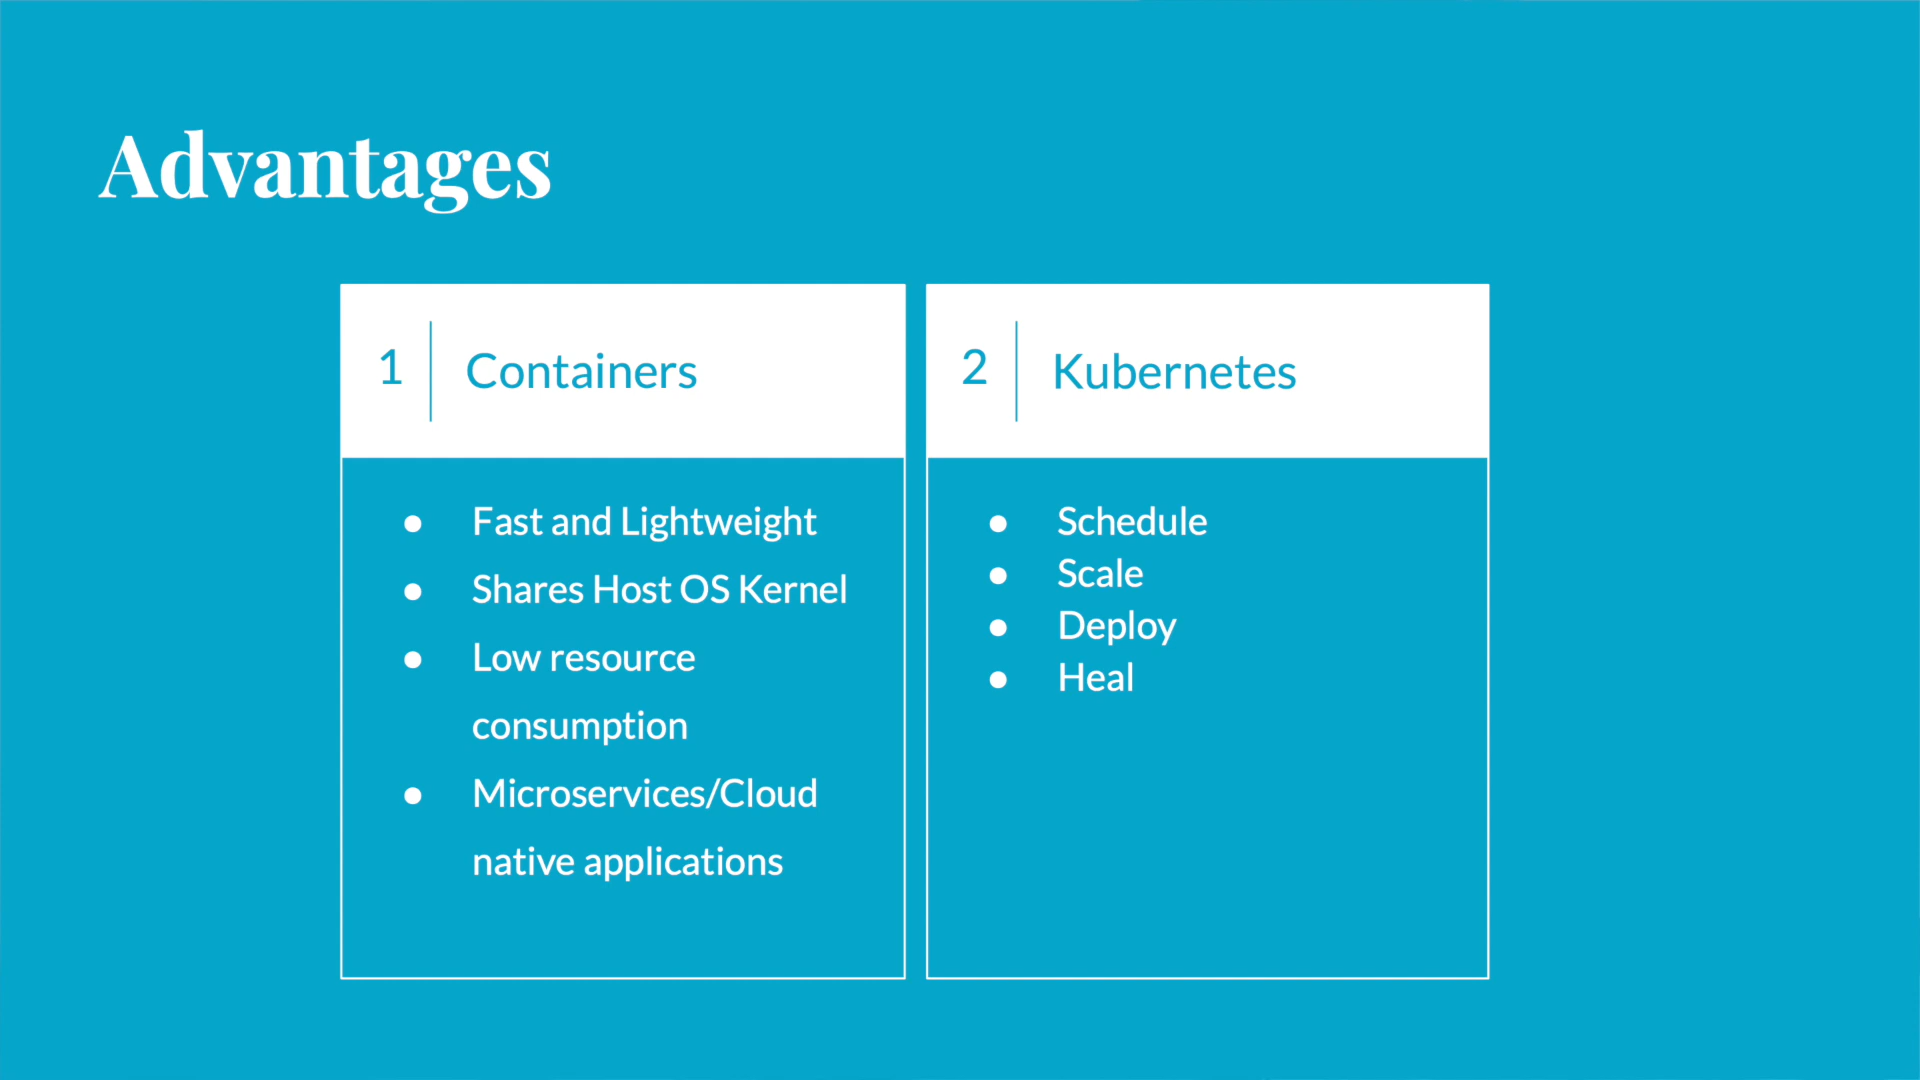 Advantages
1 Containers
Fast and Lightweight
Shares Host OS Kernel
Low resource
consumption
Microservices/Cloud
native applications
2 Kubernetes
Schedule
Scale
Deploy
Heal